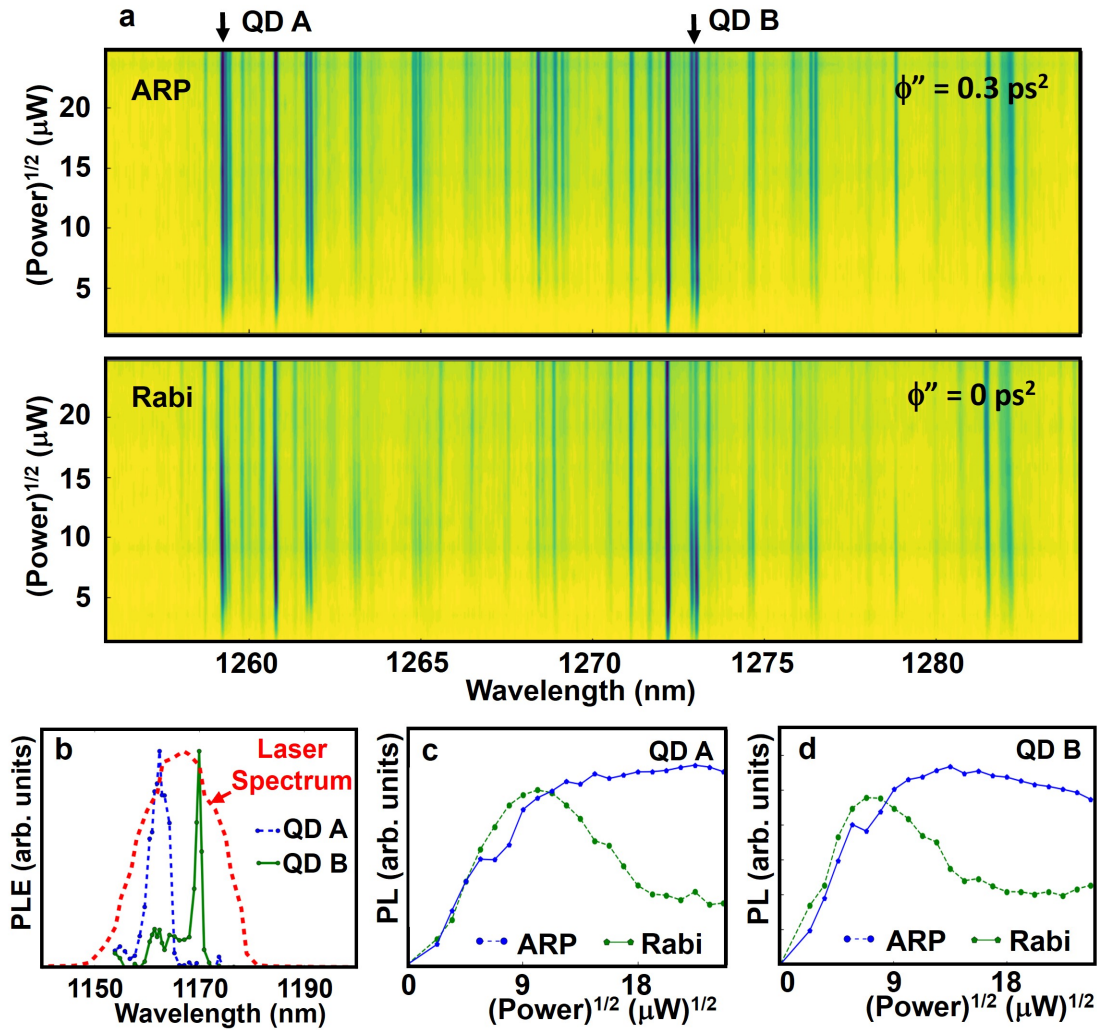 a
QD A
QD B
ARP
ϕ” = 0.3 ps²
20
15
10
5
(Power)^1/2 (μW)
Rabi
ϕ” = 0 ps²
20
15
10
5
(Power)^1/2 (μW)
1260
1265
1270
1275
1280
Wavelength (nm)
b
Laser
Spectrum
QD A
QD B
PLE (arb. units)
1150
1170
1190
Wavelength (nm)
c
QD A
PL (arb. units)
ARP
Rabi
0
9
18
(Power)^1/2 (μW)^1/2
d
QD B
PL (arb. units)
ARP
Rabi
0
9
18
(Power)^1/2 (μW)^1/2